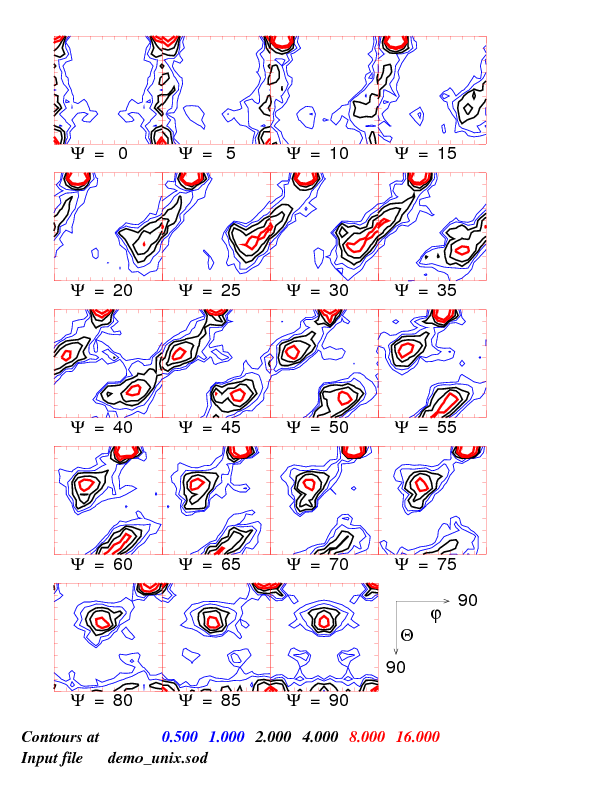 Ψ = 0 Ψ = 5 Ψ = 10 Ψ = 15
Ψ = 20 Ψ = 25 Ψ = 30 Ψ = 35
Ψ = 40 Ψ = 45 Ψ = 50 Ψ = 55
Ψ = 60 Ψ = 65 Ψ = 70 Ψ = 75
90
φ
Θ
90
Ψ = 80 Ψ = 85 Ψ = 90
Contours at 0.500 1.000 2.000 4.000 8.000 16.000
Input file demo_unix.sod